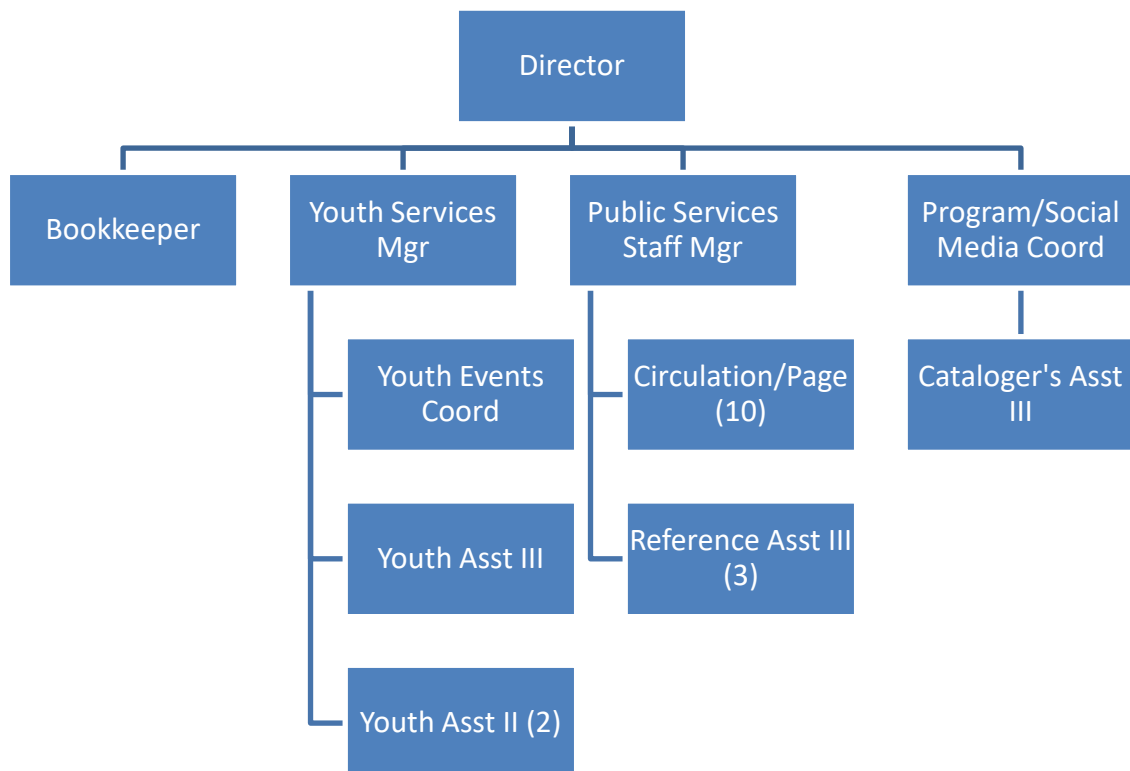 Director
Bookkeeper
Youth Services
Mgr
Public Services
Staff Mgr
Program/Social
Media Coord
Youth Events
Coord
Circulation/Page
(10)
Cataloger's Asst
III
Youth Asst III
Reference Asst III
(3)
Youth Asst II (2)